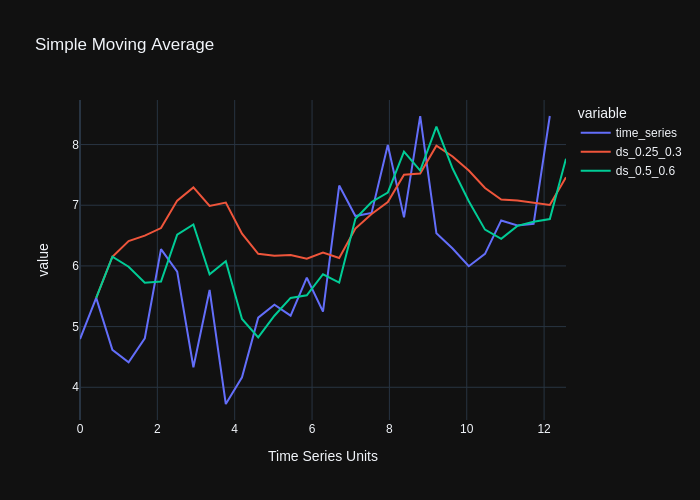 Simple Moving Average
variable
time_series
ds_0.25_0.3
ds_0.5_0.6
value
8
7
6
5
4
0 2 4 6 8 10 12
Time Series Units